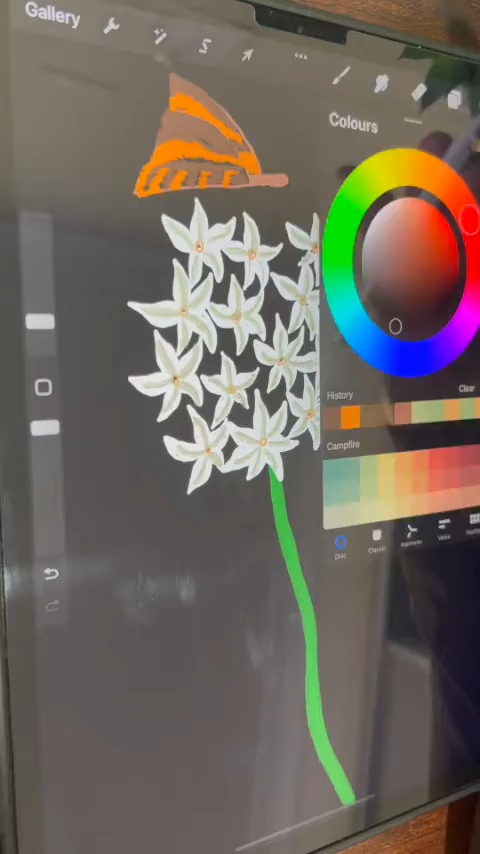 Gallery
Colours
History
Clear
Campfire
Disc
Classic
Harmony
Value